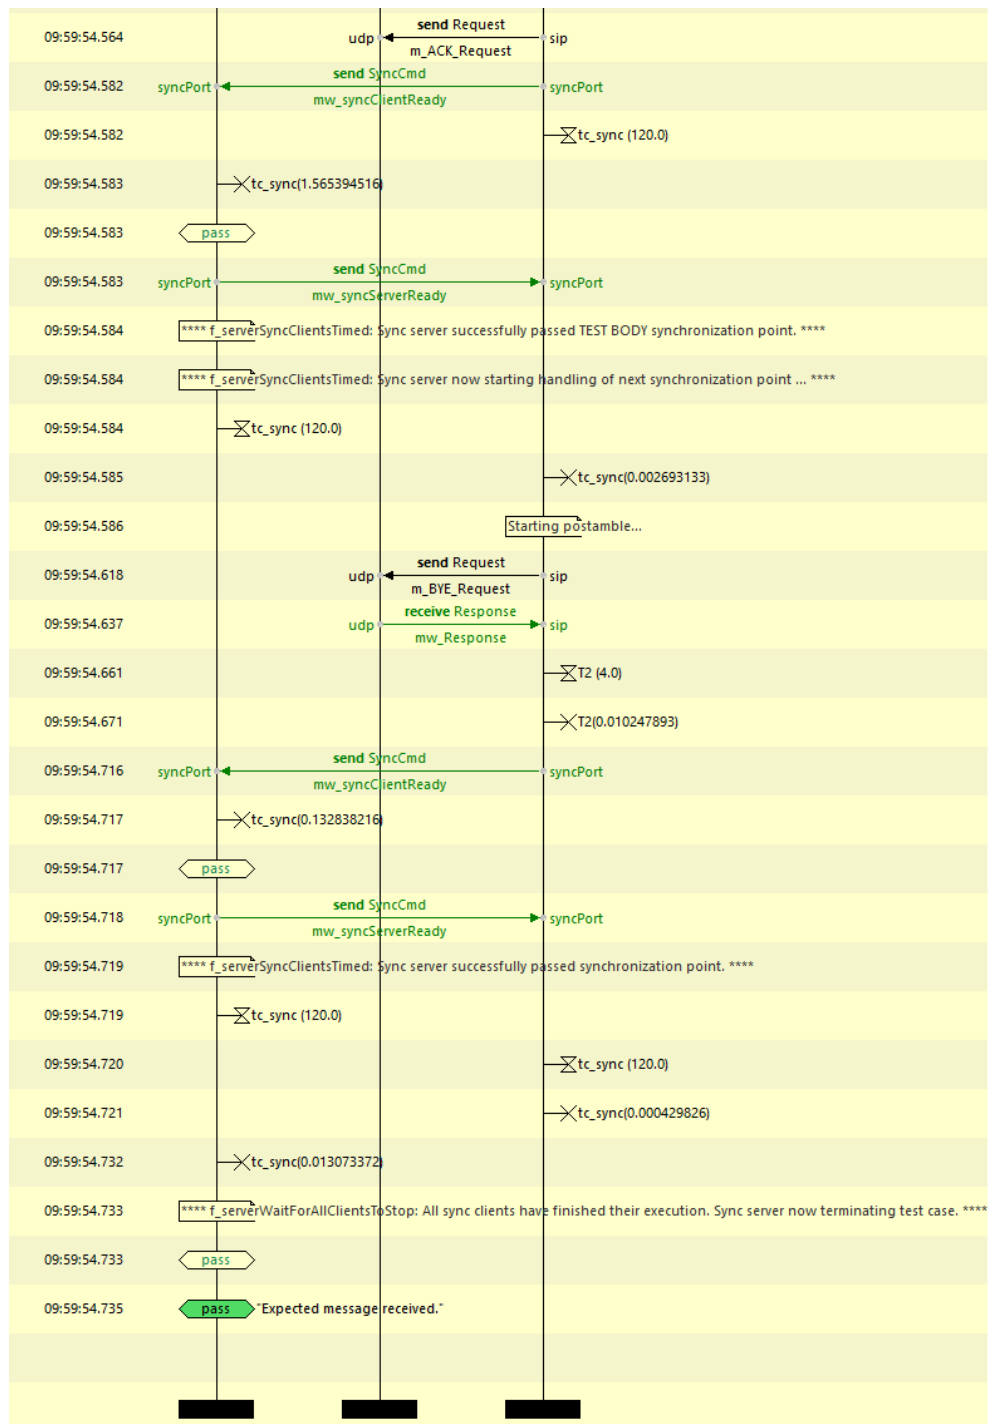 send Request
09:59:54.564 udp sip
m_ACK_Request
send SyncCmd
09:59:54.582 syncPort syncPort
mw_syncClientReady
09:59:54.582 tc_sync (120.0)
09:59:54.583 tc_sync(1.565394516)
09:59:54.583 pass
send SyncCmd
09:59:54.583 syncPort syncPort
mw_syncServerReady
09:59:54.584 **** f_serverSyncClientsTimed: Sync server successfully passed TEST BODY synchronization point. ****
09:59:54.584 **** f_serverSyncClientsTimed: Sync server now starting handling of next synchronization point ... ****
09:59:54.584 tc_sync (120.0)
09:59:54.585 tc_sync(0.002693133)
09:59:54.586 Starting postamble...
send Request
09:59:54.618 udp sip
m_BYE_Request
receive Response
09:59:54.637 udp sip
mw_Response
09:59:54.661 T2 (4.0)
09:59:54.671 T2(0.010247893)
send SyncCmd
09:59:54.716 syncPort syncPort
mw_syncClientReady
09:59:54.717 tc_sync(0.132838216)
09:59:54.717 pass
send SyncCmd
09:59:54.718 syncPort syncPort
mw_syncServerReady
09:59:54.719 **** f_serverSyncClientsTimed: Sync server successfully passed synchronization point. ****
09:59:54.719 tc_sync (120.0)
09:59:54.720 tc_sync (120.0)
09:59:54.721 tc_sync(0.000429826)
09:59:54.732 tc_sync(0.013073372)
09:59:54.733 **** f_serverWaitForAllClientsToStop: All sync clients have finished their execution. Sync server now terminating test case. ****
09:59:54.733 pass
09:59:54.735 pass "Expected message received."